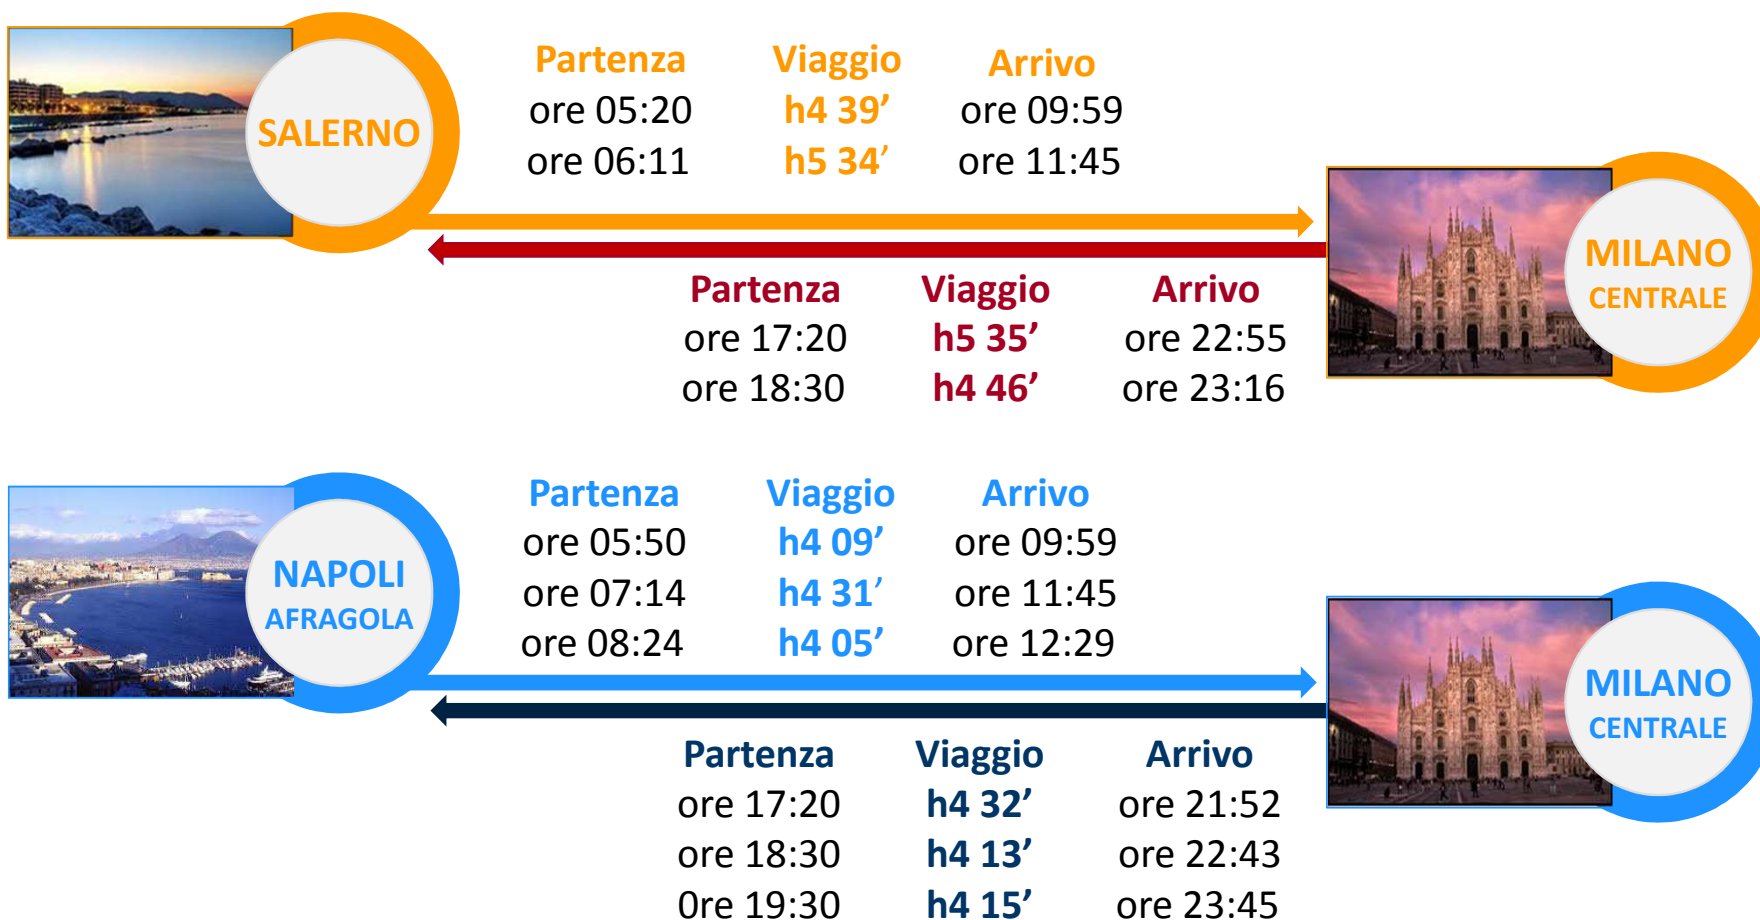 SALERNO
Partenza Viaggio Arrivo
ore 05:20 h4 39’ ore 09:59
ore 06:11 h5 34’ ore 11:45
MILANO
CENTRALE
Partenza Viaggio Arrivo
ore 17:20 h5 35’ ore 22:55
ore 18:30 h4 46’ ore 23:16
NAPOLI
AFRAGOLA
Partenza Viaggio Arrivo
ore 05:50 h4 09’ ore 09:59
ore 07:14 h4 31’ ore 11:45
ore 08:24 h4 05’ ore 12:29
MILANO
CENTRALE
Partenza Viaggio Arrivo
ore 17:20 h4 32’ ore 21:52
ore 18:30 h4 13’ ore 22:43
0re 19:30 h4 15’ ore 23:45